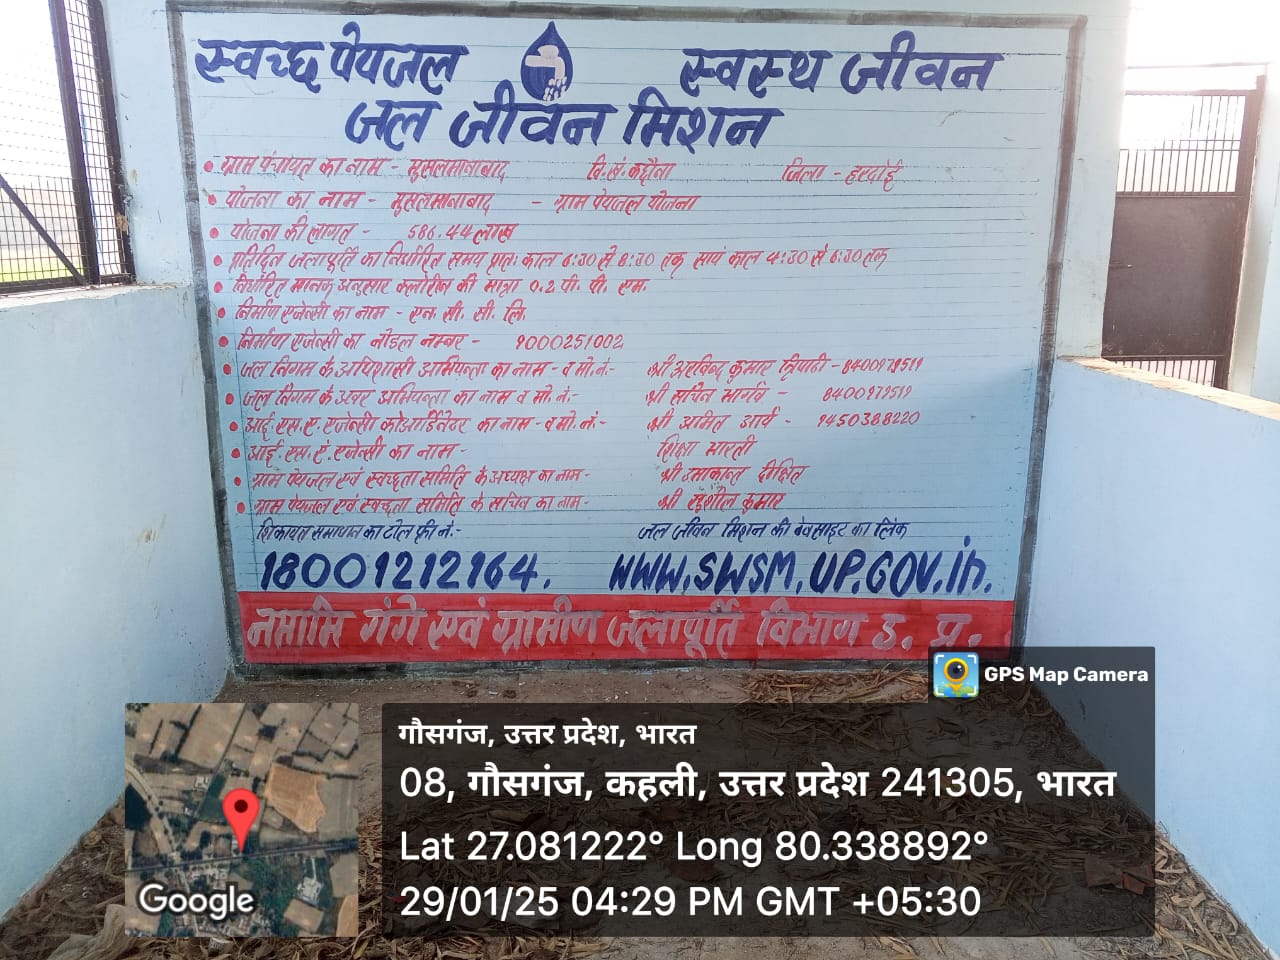 स्वच्छ पेयजल स्वस्थ जीवन
जल जीवन मिशन
• ग्राम पंचायत का नाम - मुसलमानाबाद वि.खं. कछौना जिला - हरदोई
• योजना का नाम - मुसलमानाबाद - ग्राम पेयजल योजना
• योजना की लागत - 586.44 लाख
• प्रतिदिन जलापूर्ति का निर्धारित समय प्रातः काल 6:30 से 8:30 तक सायं काल 4:30 से 6:30 तक
• निर्धारित मानक अनुसार क्लोरीन की मात्रा 0.2 पी. पी. एम.
• निर्माण एजेन्सी का नाम - एन. सी. सी. लि.
• निर्माण एजेन्सी का नोडल नम्बर - 9000251002
• जल निगम के अधिशासी अभियन्ता का नाम - व मो.नं.- श्री अरविन्द कुमार त्रिपाठी -
• जल निगम के अवर अभियन्ता का नाम व मो. नं.- श्री सचिन भार्गव -
• आई.एस.ए. एजेन्सी कोआर्डिनेटर का नाम - व मो. नं.- श्री अमित आर्य - 9450388220
• आई.एस.ए. एजेन्सी का नाम - शिक्षा भारती
• ग्राम पेयजल एवं स्वच्छता समिति के अध्यक्ष का नाम - श्री उमाकान्त दीक्षित
• ग्राम पेयजल एवं स्वच्छता समिति के सचिव का नाम - श्री सुशील कुमार
शिकायत समाधान का टोल फ्री नं.- जल जीवन मिशन की वेबसाइट का लिंक
18001212164. WWW.SWSM.UP.GOV.in.
नमामि गंगे एवं ग्रामीण जलापूर्ति विभाग उ. प्र.
GPS Map Camera
गौसगंज, उत्तर प्रदेश, भारत
08, गौसगंज, कहली, उत्तर प्रदेश 241305, भारत
Lat 27.081222° Long 80.338892°
29/01/25 04:29 PM GMT +05:30
Google